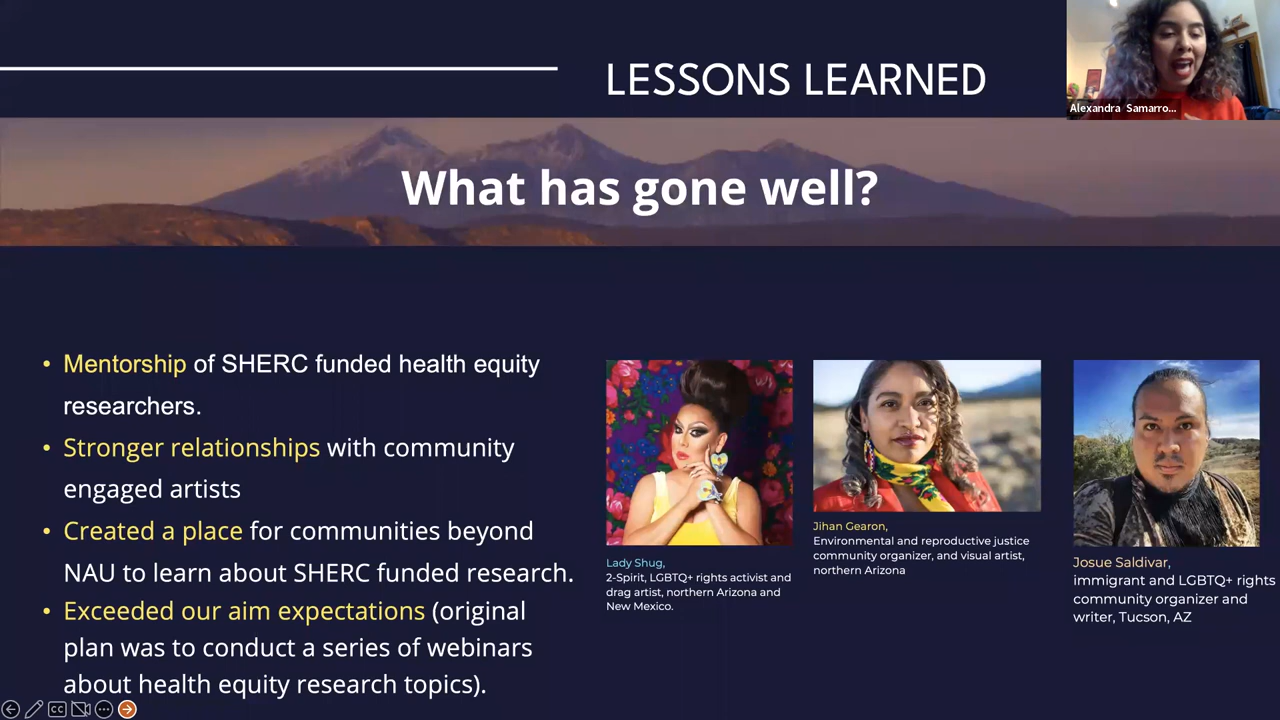 LESSONS LEARNED
Alexandra Samarro...
What has gone well?
• Mentorship of SHERC funded health equity
researchers.
• Stronger relationships with community
engaged artists
• Created a place for communities beyond
NAU to learn about SHERC funded research.
• Exceeded our aim expectations (original
plan was to conduct a series of webinars
about health equity research topics).
Lady Shug,
2-Spirit, LGBTQ+ rights activist and
drag artist, northern Arizona and
New Mexico.
Jihan Gearon,
Environmental and reproductive justice
community organizer, and visual artist,
northern Arizona
Josue Saldivar,
immigrant and LGBTQ+ rights
community organizer and
writer, Tucson, AZ
CC